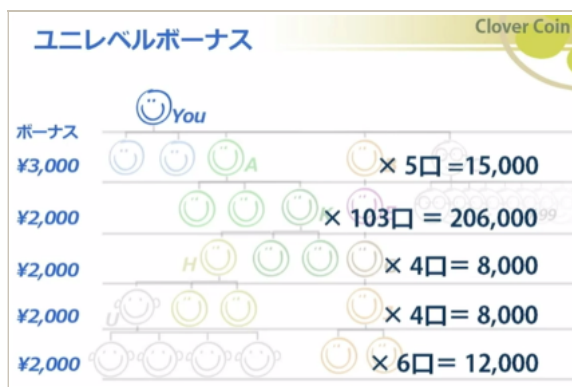 Clover Coin
ユニレベルボーナス
You
ボーナス
¥3,000 A × 5口 =15,000
¥2,000 K × 103口 = 206,000 99
¥2,000 H × 4口= 8,000
¥2,000 U × 4口= 8,000
¥2,000 × 6口= 12,000